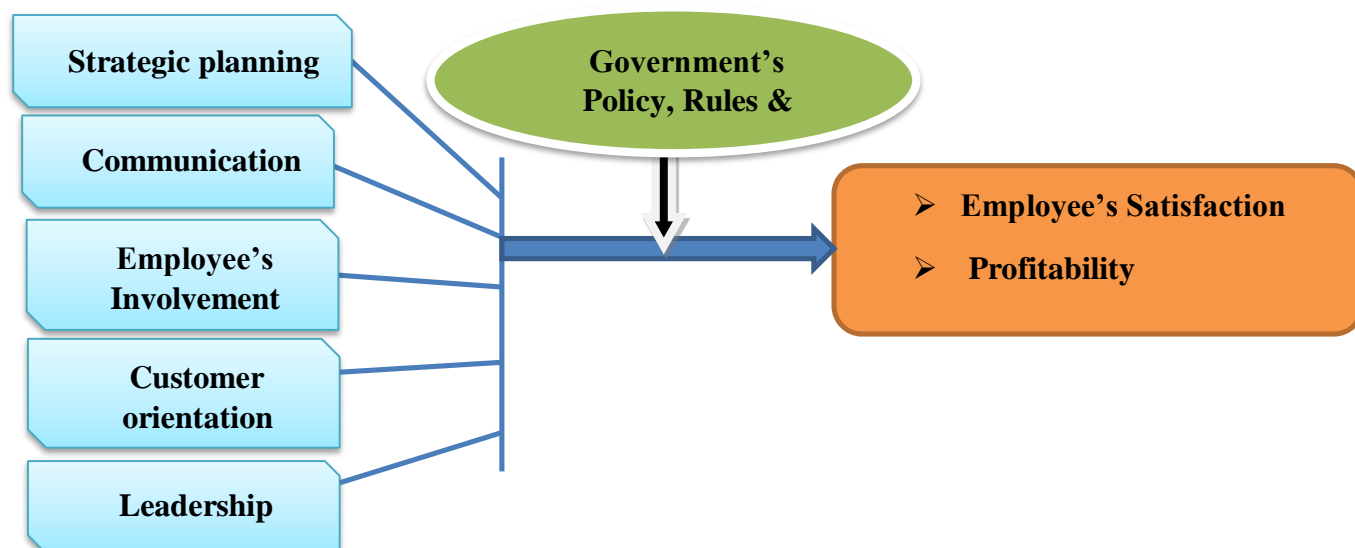 Strategic planning
Communication
Employee’s
Involvement
Customer
orientation
Leadership
Government’s
Policy, Rules &
➢ Employee’s Satisfaction
➢ Profitability